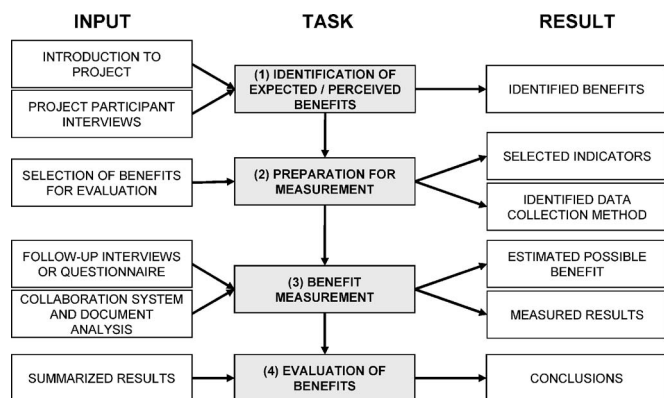 INPUT
TASK
RESULT
INTRODUCTION TO
PROJECT
PROJECT PARTICIPANT
INTERVIEWS
(1) IDENTIFICATION OF
EXPECTED / PERCEIVED
BENEFITS
IDENTIFIED BENEFITS
SELECTION OF BENEFITS
FOR EVALUATION
(2) PREPARATION FOR
MEASUREMENT
SELECTED INDICATORS
IDENTIFIED DATA
COLLECTION METHOD
FOLLOW-UP INTERVIEWS
OR QUESTIONNAIRE
COLLABORATION SYSTEM
AND DOCUMENT
ANALYSIS
(3) BENEFIT
MEASUREMENT
ESTIMATED POSSIBLE
BENEFIT
MEASURED RESULTS
SUMMARIZED RESULTS
(4) EVALUATION OF
BENEFITS
CONCLUSIONS